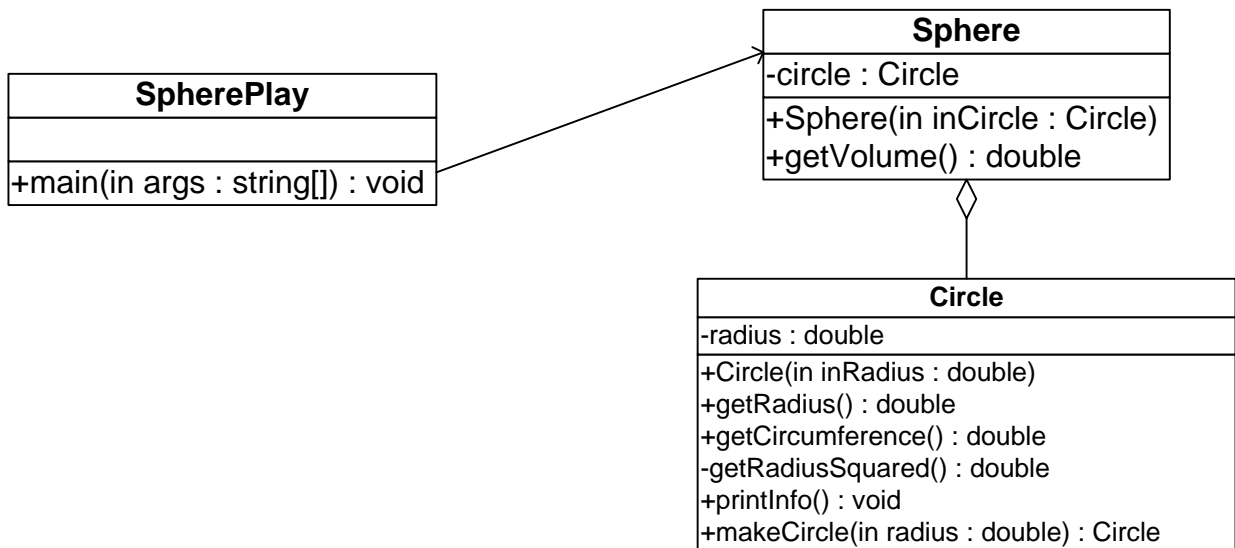 SpherePlay
+main(in args : string[]) : void
Sphere
-circle : Circle
+Sphere(in inCircle : Circle)
+getVolume() : double
Circle
-radius : double
+Circle(in inRadius : double)
+getRadius() : double
+getCircumference() : double
-getRadiusSquared() : double
+printInfo() : void
+makeCircle(in radius : double) : Circle